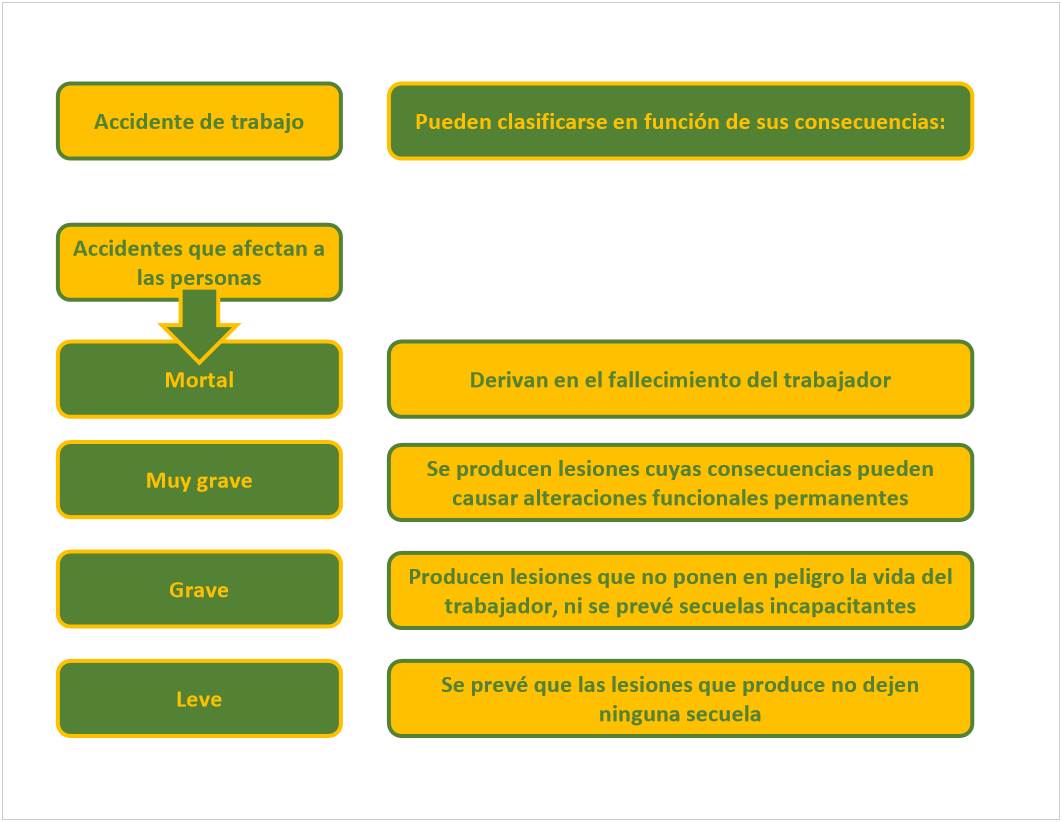 Accidente de trabajo
Pueden clasificarse en función de sus consecuencias:
Accidentes que afectan a
las personas
Mortal
Derivan en el fallecimiento del trabajador
Muy grave
Se producen lesiones cuyas consecuencias pueden
causar alteraciones funcionales permanentes
Grave
Producen lesiones que no ponen en peligro la vida del
trabajador, ni se prevé secuelas incapacitantes
Leve
Se prevé que las lesiones que produce no dejen
ninguna secuela